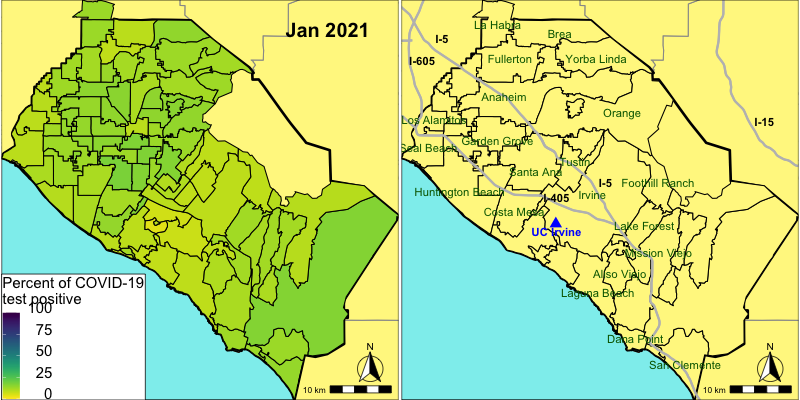 Jan 2021
Percent of COVID-19
test positive
100
75
50
25
0
N
10 km
La Habra
Brea
I-5
I-605
Fullerton
Yorba Linda
Anaheim
Orange
Los Alamitos
I-15
Garden Grove
Seal Beach
Tustin
Santa Ana
I-5
Foothill Ranch
Huntington Beach
Irvine
I-405
Costa Mesa
UC Irvine
Lake Forest
Mission Viejo
Aliso Viejo
Laguna Beach
Dana Point
San Clemente
N
10 km